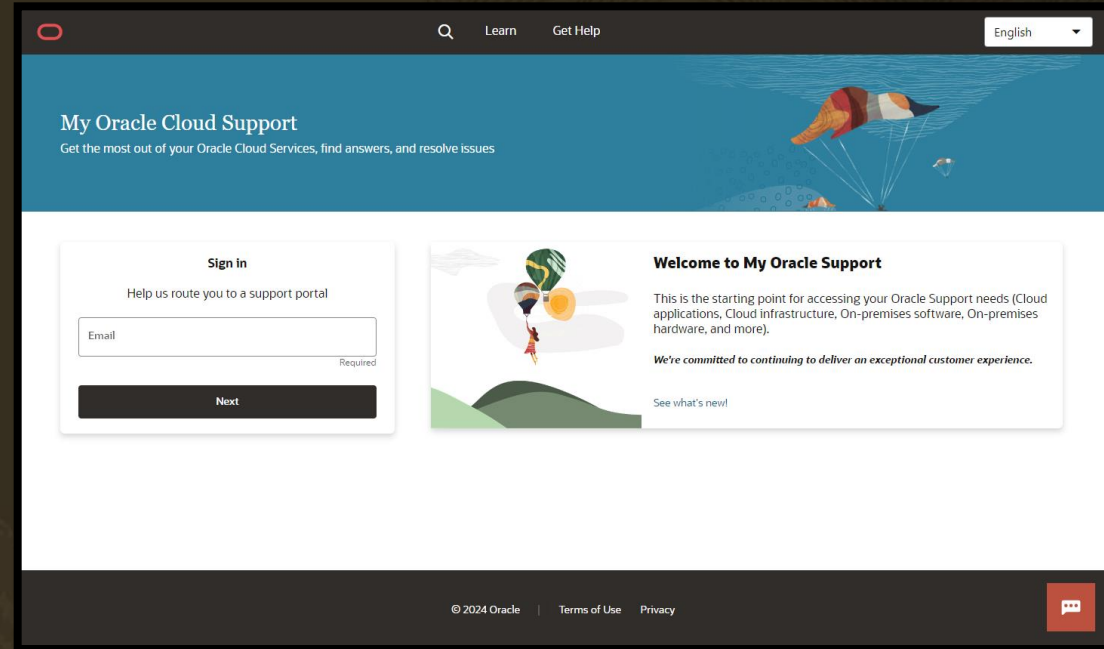 Learn Get Help English
My Oracle Cloud Support
Get the most out of your Oracle Cloud Services, find answers, and resolve issues
Sign in
Help us route you to a support portal
Email
Required
Next
Welcome to My Oracle Support
This is the starting point for accessing your Oracle Support needs (Cloud
applications, Cloud infrastructure, On-premises software, On-premises
hardware, and more).
We're committed to continuing to deliver an exceptional customer experience.
See what's new!
© 2024 Oracle | Terms of Use Privacy